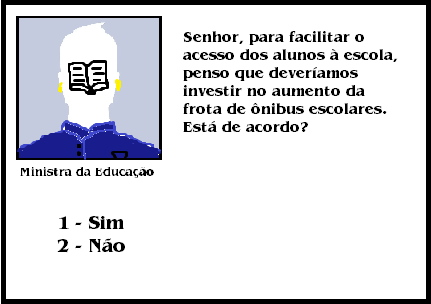 Senhor, para facilitar o
acesso dos alunos à escola,
penso que deveríamos
investir no aumento da
frota de ônibus escolares.
Está de acordo?
Ministra da Educação
1 - Sim
2 - Não